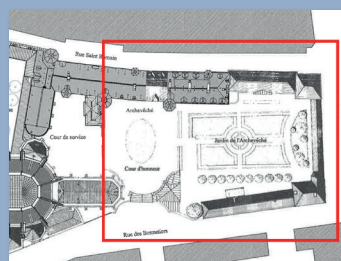 Rue Saint Romain
Archevêché
Cour de service
Jardin de l'Archevêché
Cour d'honneur
Rue des Bonnetiers